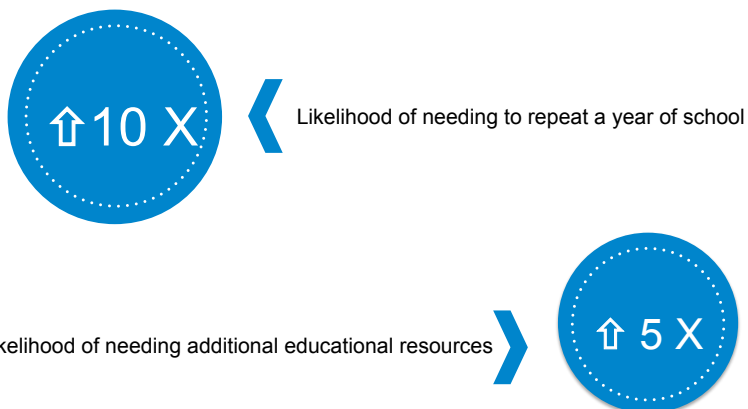 ⇧10 X
Likelihood of needing to repeat a year of school
kelihood of needing additional educational resources
⇧ 5 X